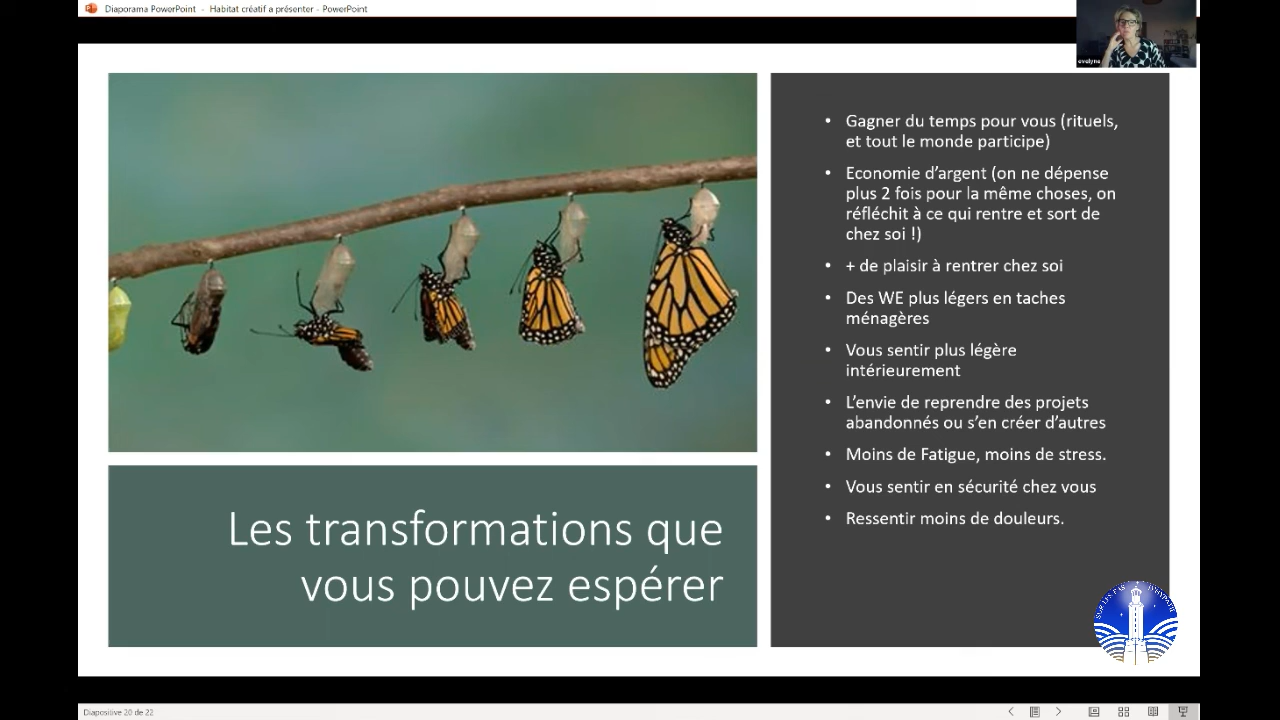 Diaporama PowerPoint - Habitat créatif a présenter - PowerPoint
evelyne
• Gagner du temps pour vous (rituels,
et tout le monde participe)
• Economie d’argent (on ne dépense
plus 2 fois pour la même choses, on
réfléchit à ce qui rentre et sort de
chez soi !)
• + de plaisir à rentrer chez soi
• Des WE plus légers en taches
ménagères
• Vous sentir plus légère
intérieurement
• L’envie de reprendre des projets
abandonnés ou s’en créer d’autres
• Moins de Fatigue, moins de stress.
• Vous sentir en sécurité chez vous
• Ressentir moins de douleurs.
Les transformations que
vous pouvez espérer
SUR LES PAS
Diapositive 20 de 22